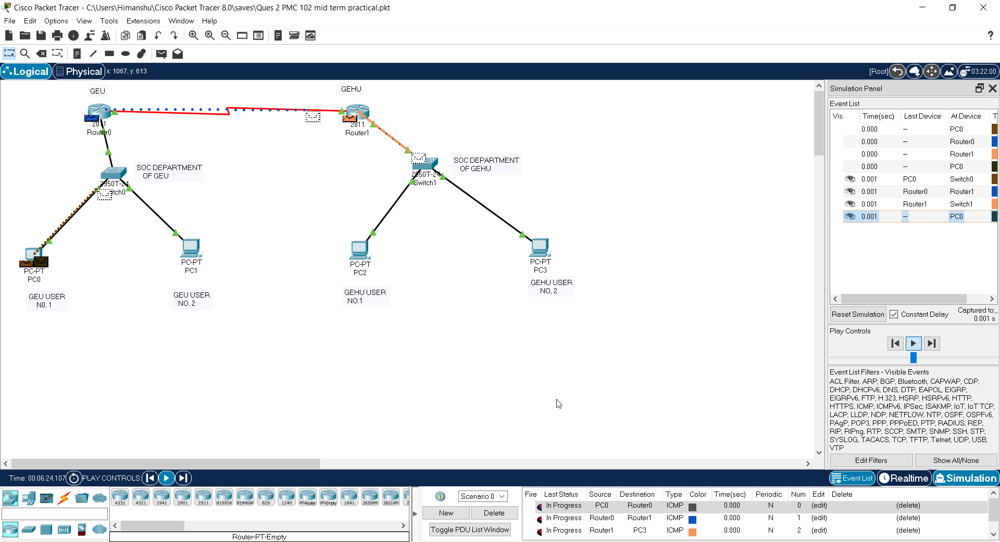 Cisco Packet Tracer - C:\Users\Himanshu\Cisco Packet Tracer 8.0\saves\Ques 2 PMC 102 mid term practical.pkt
File Edit Options View Tools Extensions Window Help
Logical Physical x: 1067, y: 613 [Root] 03:22:00
GEU
GEHU
2811
Router0
2811
Router1
SOC DEPARTMENT
OF GEU
SOC DEPARTMENT
OF GEHU
2950T-24
itch0
2950T-24
Switch1
PC-PT
PC0
PC-PT
PC1
PC-PT
PC2
PC-PT
PC3
GEU USER
N0. 1
GEU USER
NO. 2
GEHU USER
NO.1
GEHU USER
NO, 2
Simulation Panel
Event List
Vis. Time(sec) Last Device At Device T
0.000 -- PC0
0.000 -- Router0
0.000 -- Router1
0.000 -- PC0
0.001 PC0 Switch0
0.001 Router0 Router1
0.001 Router1 Switch1
0.001 -- PC0
Reset Simulation Constant Delay Captured to:
0.001 s
Play Controls
Event List Filters - Visible Events
ACL Filter, ARP, BGP, Bluetooth, CAPWAP, CDP,
DHCP, DHCPv6, DNS, DTP, EAPOL, EIGRP,
EIGRPv6, FTP, H.323, HSRP, HSRPv6, HTTP,
HTTPS, ICMP, ICMPv6, IPSec, ISAKMP, IoT, IoT TCP,
LACP, LLDP, NDP, NETFLOW, NTP, OSPF, OSPFv6,
PAgP, POP3, PPP, PPPoED, PTP, RADIUS, REP,
RIP, RIPng, RTP, SCCP, SMTP, SNMP, SSH, STP,
SYSLOG, TACACS, TCP, TFTP, Telnet, UDP, USB,
VTP
Edit Filters Show All/None
Time: 00:06:24.107 PLAY CONTROLS: Event List Realtime Simulation
4331 4321 1941 2901 2911 819IOX 819HGW 829 1240 PT-Router PT-Empty 1841 2620XM 2621XM 2
Router-PT-Empty
Scenario 0
New Delete
Toggle PDU List Window
Fire Last Status Source Destination Type Color Time(sec) Periodic Num Edit Delete
In Progress PC0 Router0 ICMP 0.000 N 0 (edit) (delete)
In Progress Router0 Router1 ICMP 0.000 N 1 (edit) (delete)
In Progress Router1 PC3 ICMP 0.000 N 2 (edit) (delete)